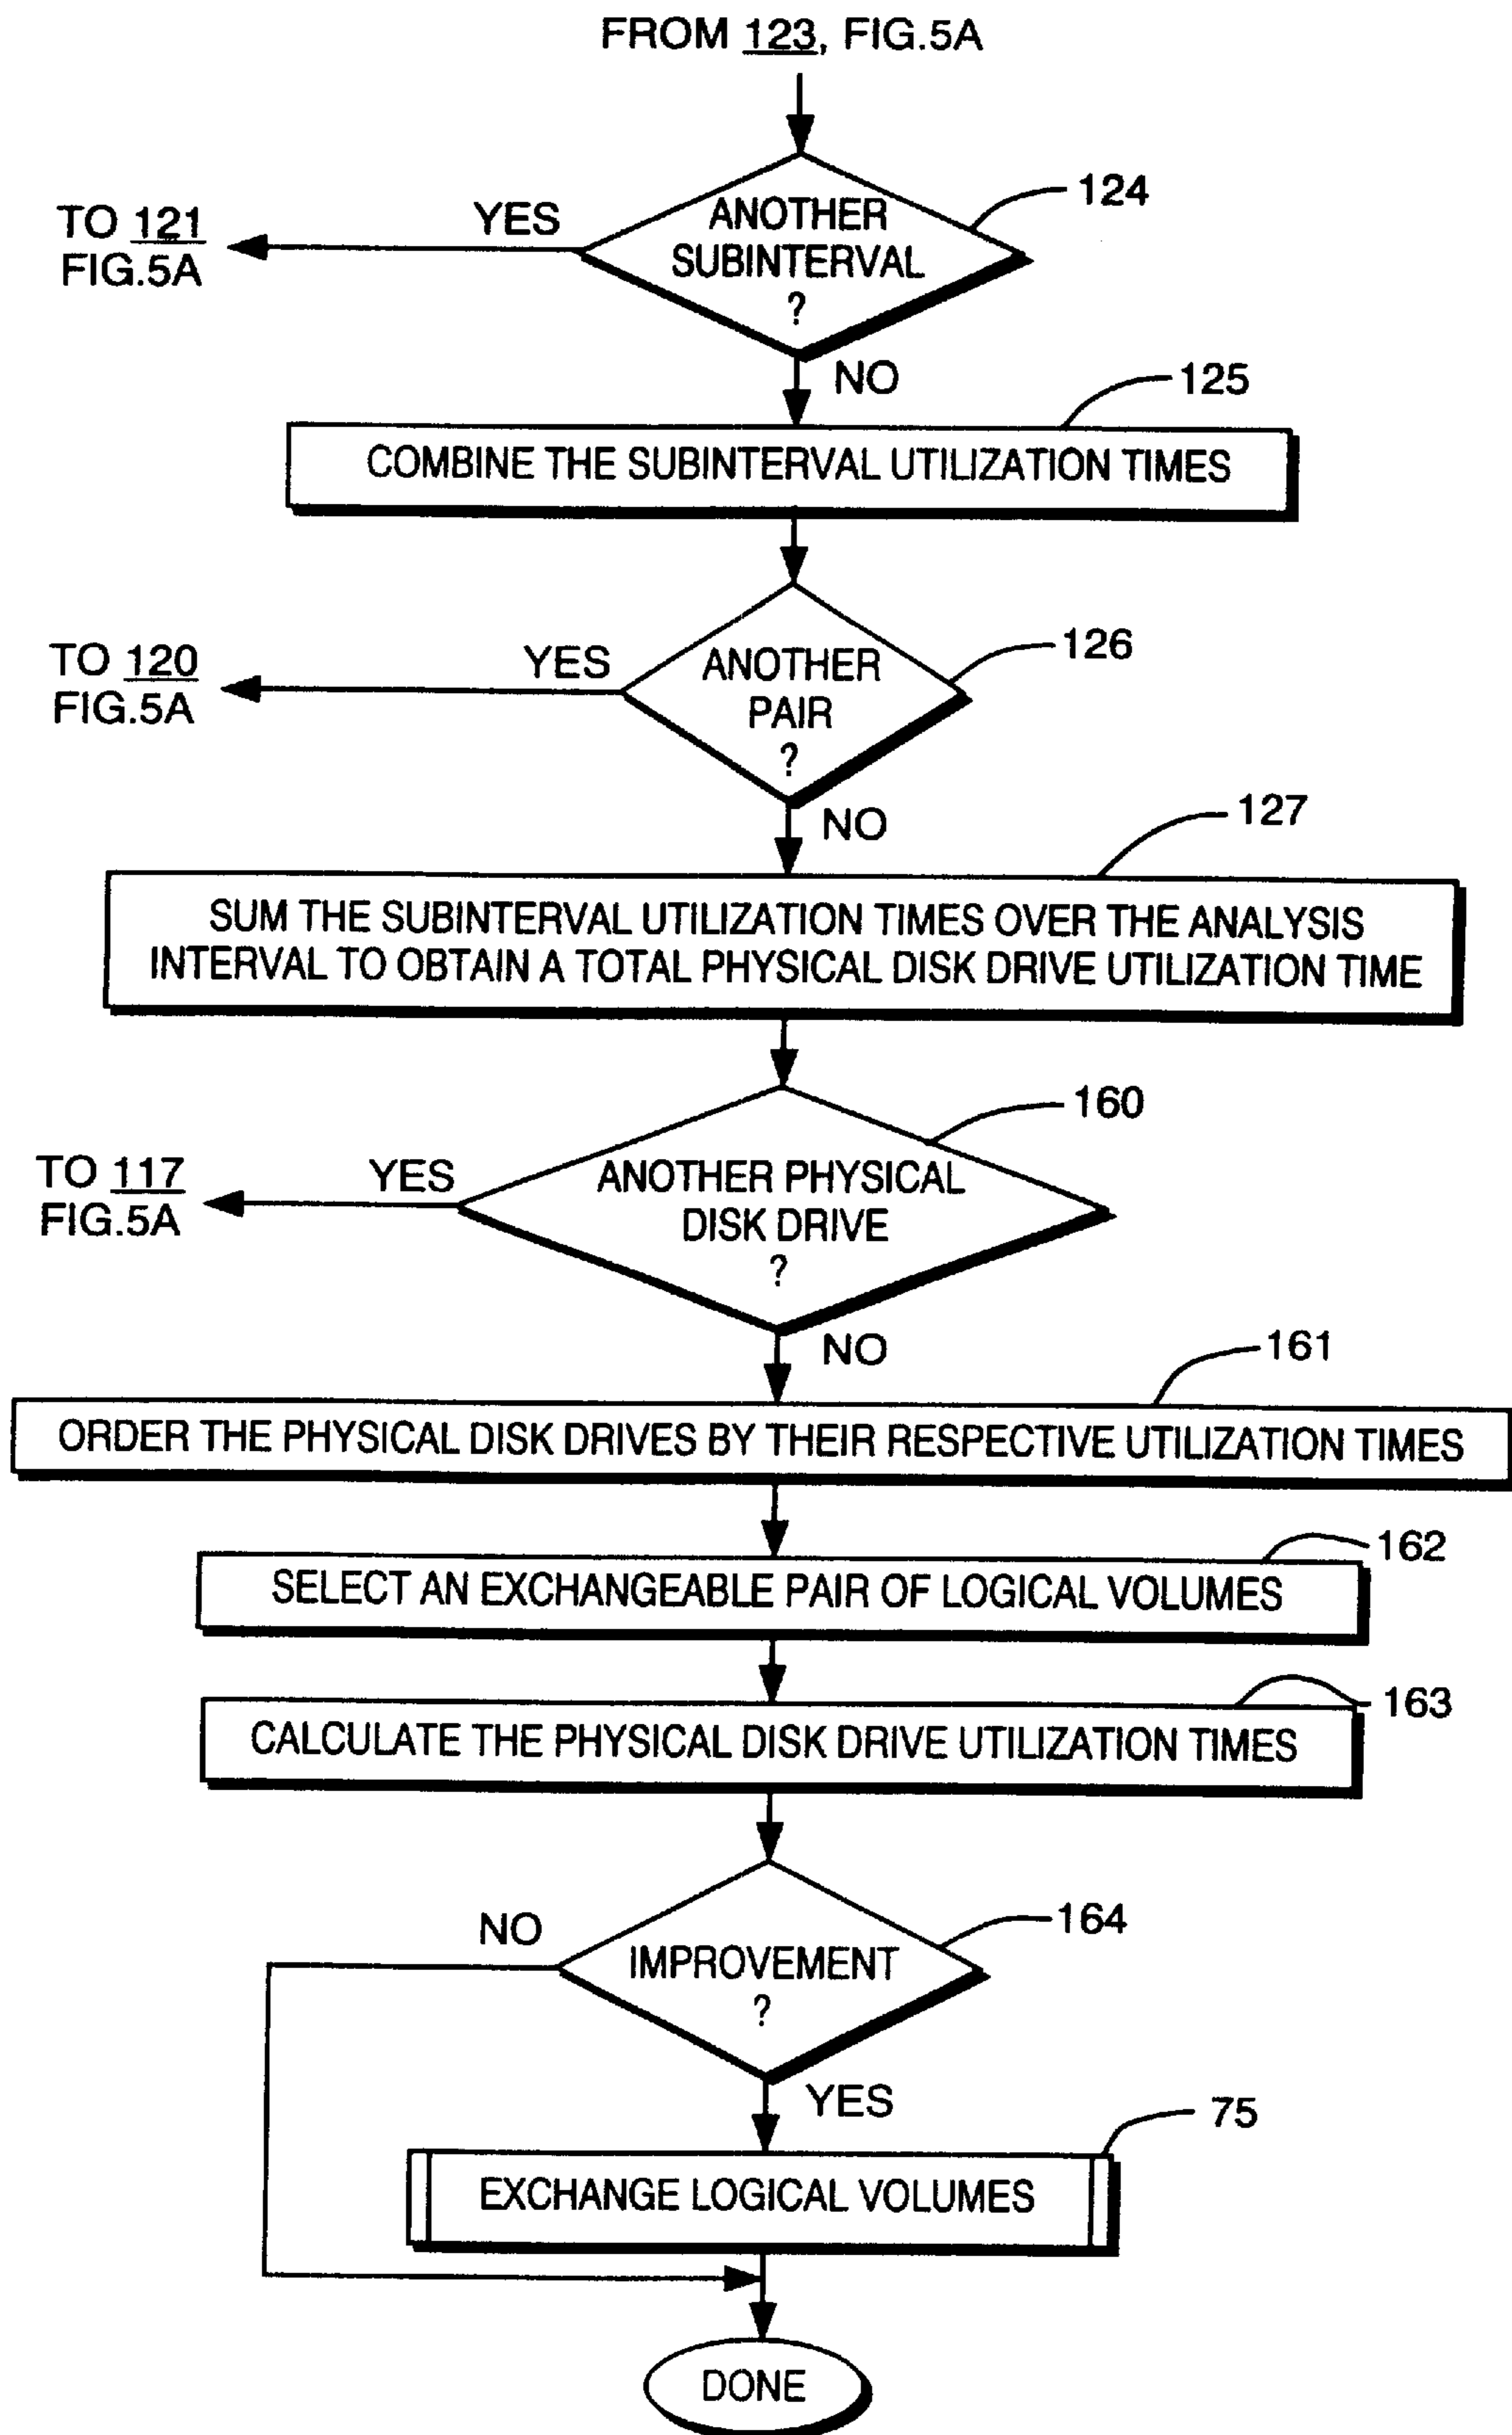 FROM 123, FIG.5A
124
ANOTHER
SUBINTERVAL
?
YES
TO 121
FIG.5A
NO
125
COMBINE THE SUBINTERVAL UTILIZATION TIMES
126
ANOTHER
PAIR
?
YES
TO 120
FIG.5A
NO
127
SUM THE SUBINTERVAL UTILIZATION TIMES OVER THE ANALYSIS
INTERVAL TO OBTAIN A TOTAL PHYSICAL DISK DRIVE UTILIZATION TIME
160
ANOTHER PHYSICAL
DISK DRIVE
?
YES
TO 117
FIG.5A
NO
161
ORDER THE PHYSICAL DISK DRIVES BY THEIR RESPECTIVE UTILIZATION TIMES
162
SELECT AN EXCHANGEABLE PAIR OF LOGICAL VOLUMES
163
CALCULATE THE PHYSICAL DISK DRIVE UTILIZATION TIMES
164
IMPROVEMENT
?
NO
YES
75
EXCHANGE LOGICAL VOLUMES
DONE